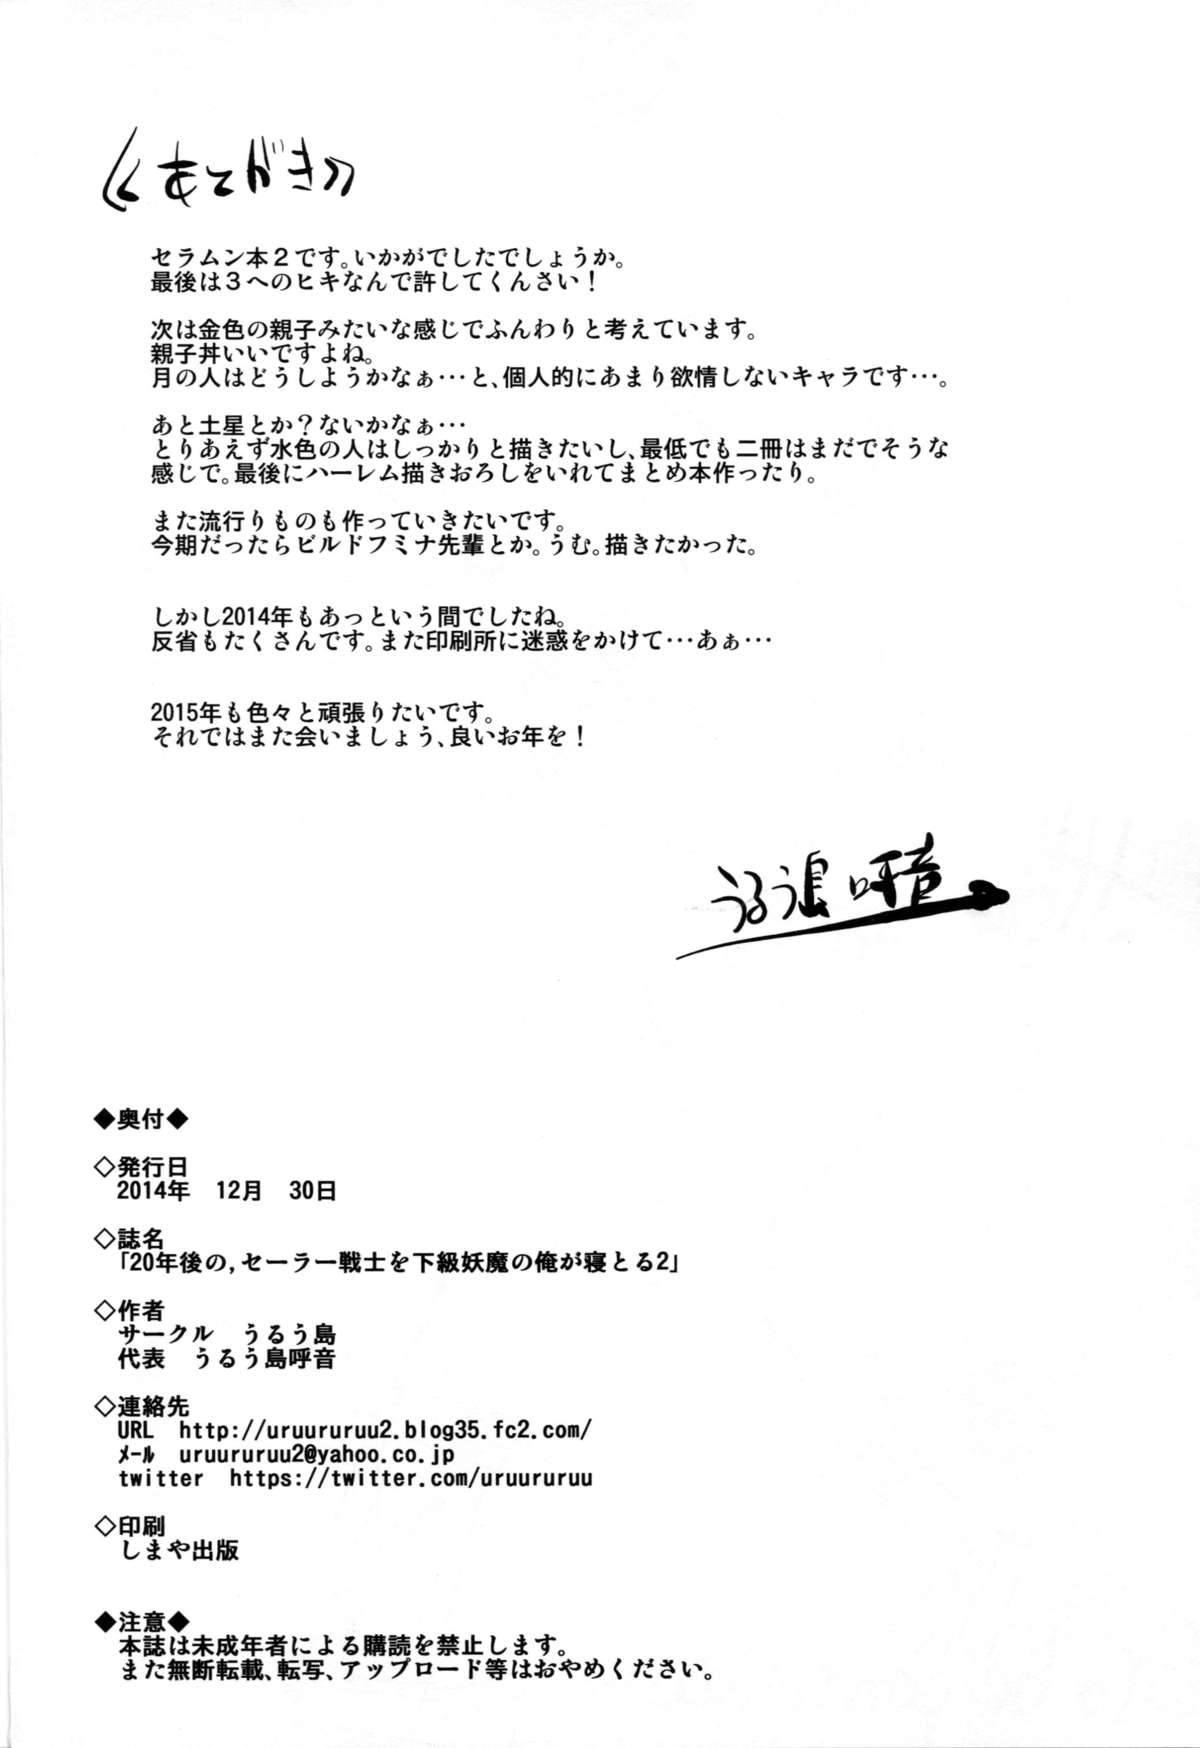 《あとがき》
セラムン本２です。いかがでしたでしょうか。
最後は３へのヒキなんで許してくんさい！
次は金色の親子みたいな感じでふんわりと考えています。
親子丼いいですよね。
月の人はどうしようかなぁ…と、個人的にあまり欲情しないキャラです…。
あと土星とか？ないかなぁ…
とりあえず水色の人はしっかりと描きたいし、最低でも二冊はまだでそうな
感じで。最後にハーレム描きおろしをいれてまとめ本作ったり。
また流行りものも作っていきたいです。
今期だったらビルドフミナ先輩とか。うむ。描きたかった。
しかし2014年もあっという間でしたね。
反省もたくさんです。また印刷所に迷惑をかけて…あぁ…
2015年も色々と頑張りたいです。
それではまた会いましょう、良いお年を！
うるう島呼音
◆奥付◆
◇発行日
2014年　12月　30日
◇誌名
「20年後の,セーラー戦士を下級妖魔の俺が寝とる2」
◇作者
サークル　うるう島
代表　うるう島呼音
◇連絡先
URL　http://uruururuu2.blog35.fc2.com/
ﾒｰﾙ　uruururuu2@yahoo.co.jp
twitter　https://twitter.com/uruururuu
◇印刷
しまや出版
◆注意◆
本誌は未成年者による購読を禁止します。
また無断転載、転写、アップロード等はおやめください。